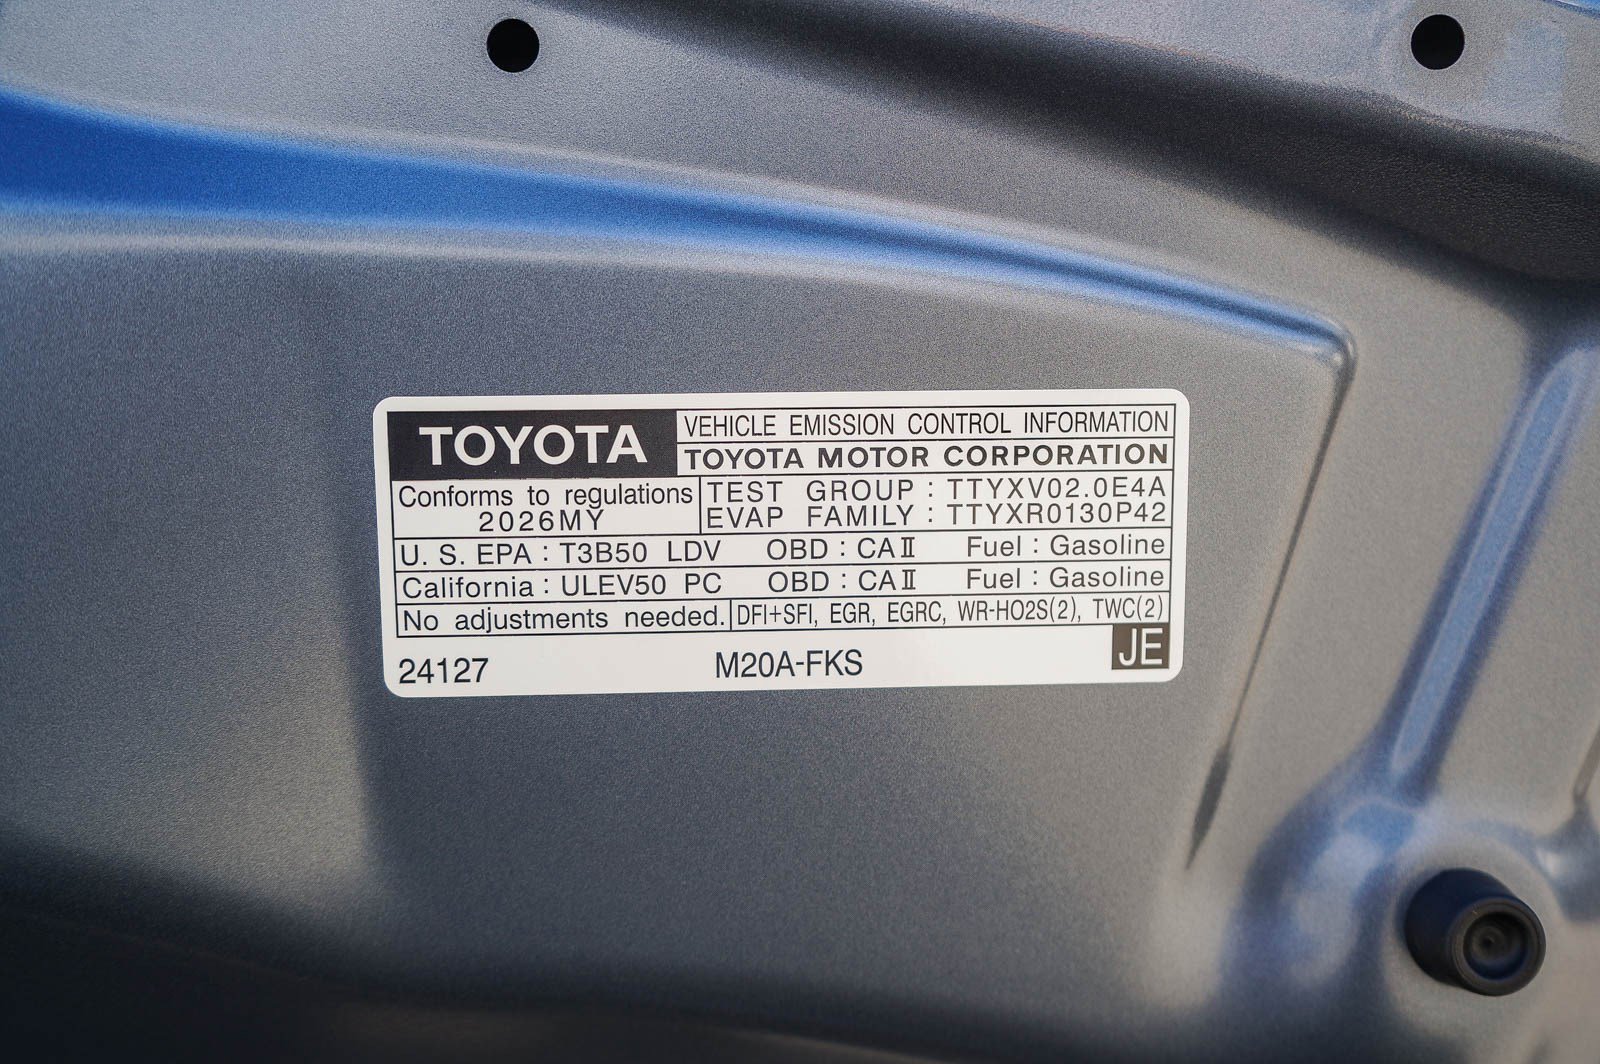 TOYOTA
VEHICLE EMISSION CONTROL INFORMATION
TOYOTA MOTOR CORPORATION
Conforms to regulations
2026MY
TEST GROUP : TTYXV02.0E4A
EVAP FAMILY : TTYXR0130P42
U. S. EPA : T3B50 LDV OBD : CAⅡ Fuel : Gasoline
California : ULEV50 PC OBD : CAⅡ Fuel : Gasoline
No adjustments needed. DFI+SFI, EGR, EGRC, WR-HO2S(2), TWC(2)
24127 M20A-FKS JE